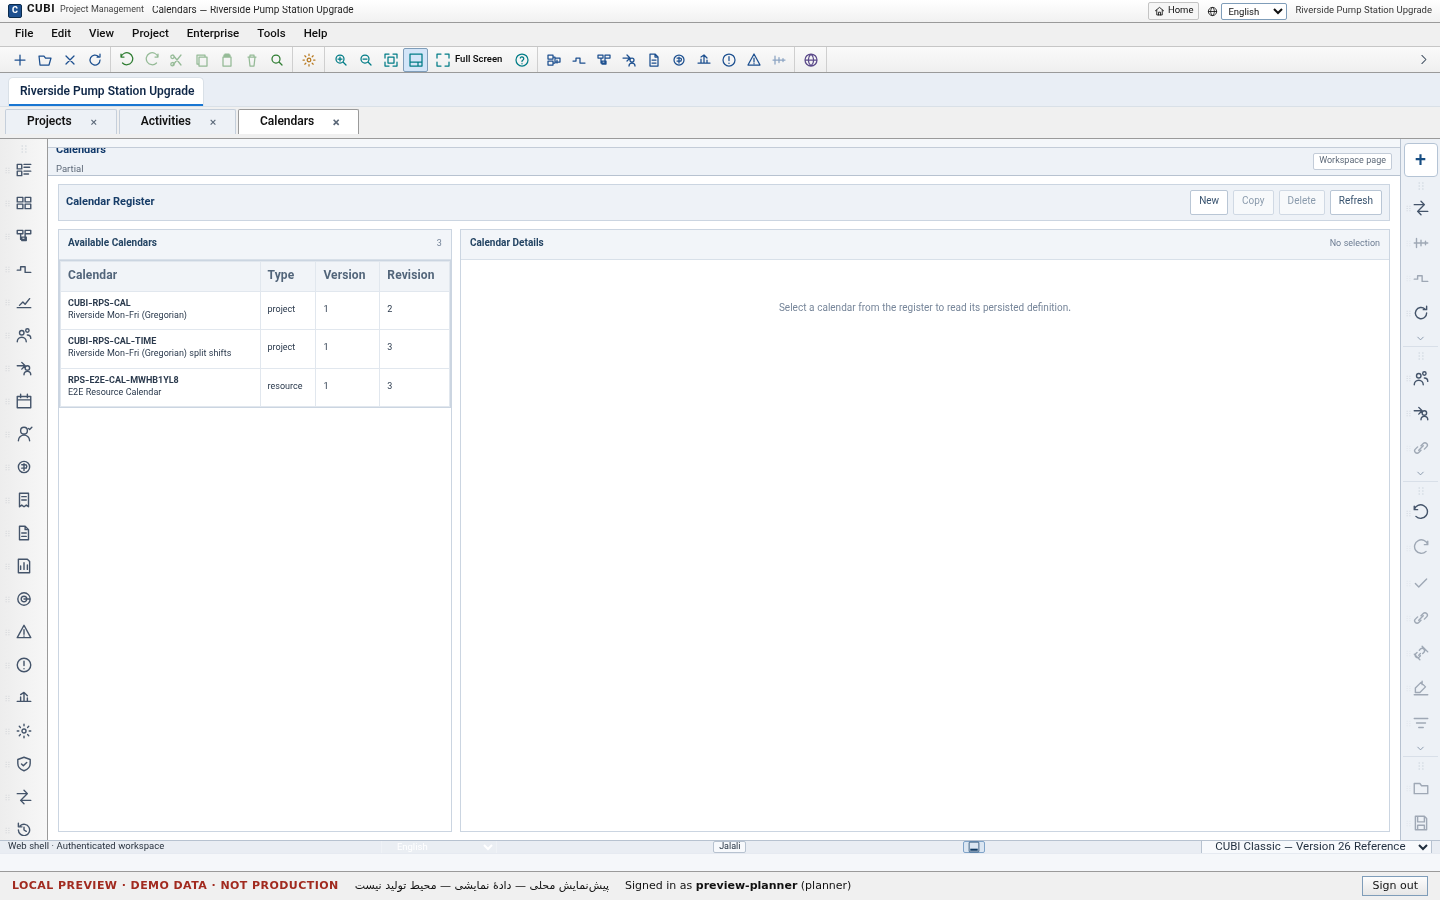 C CUBI Project Management Calendars — Riverside Pump Station Upgrade Home English Riverside Pump Station Upgrade
File Edit View Project Enterprise Tools Help
Full Screen
Riverside Pump Station Upgrade
Projects × Activities × Calendars ×
Calendars
Partial Workspace page
Calendar Register New Copy Delete Refresh
Available Calendars 3 Calendar Details No selection
Calendar Type Version Revision
CUBI-RPS-CAL
Riverside Mon-Fri (Gregorian) project 1 2
Select a calendar from the register to read its persisted definition.
CUBI-RPS-CAL-TIME
Riverside Mon-Fri (Gregorian) split shifts project 1 3
RPS-E2E-CAL-MWHB1YL8
E2E Resource Calendar resource 1 3
Web shell · Authenticated workspace English Jalali CUBI Classic — Version 26 Reference
LOCAL PREVIEW · DEMO DATA · NOT PRODUCTION پیش‌نمایش محلی — دادهٔ نمایشی — محیط تولید نیست Signed in as preview-planner (planner) Sign out